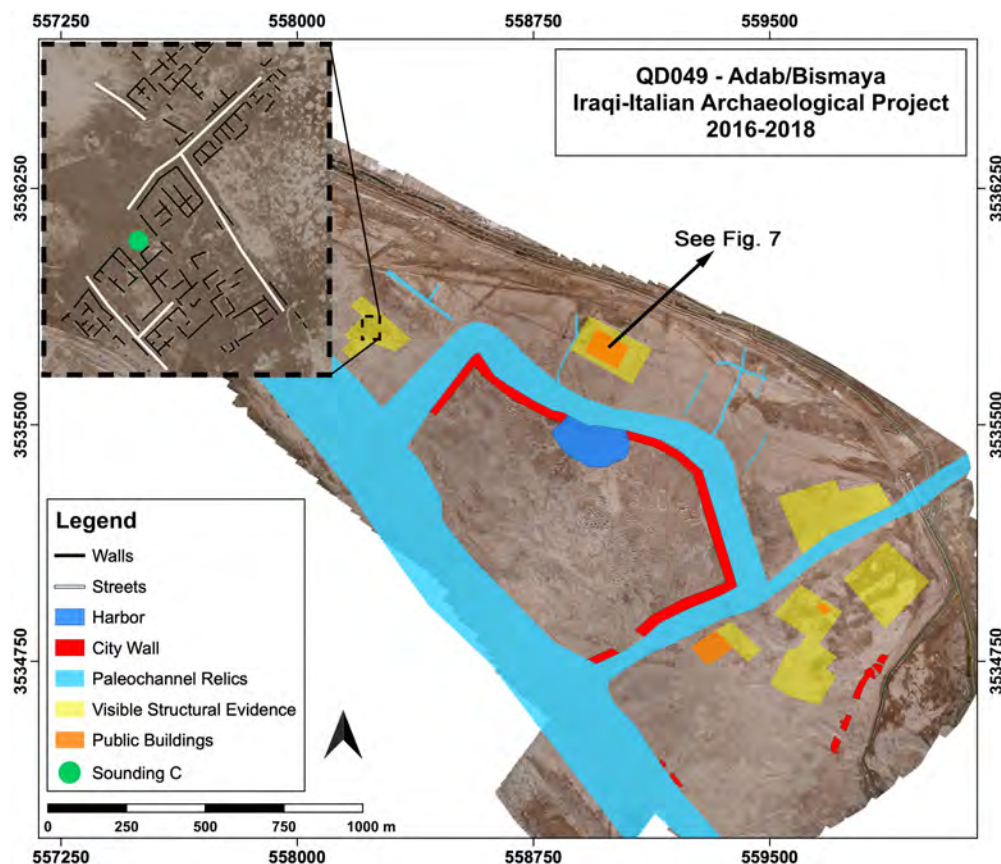 557250 558000 558750 559500
QD049 - Adab/Bismaya
Iraqi-Italian Archaeological Project
2016-2018
3536250 3536250
See Fig. 7
3535500 3535500
Legend
Walls
Streets
Harbor
City Wall
Paleochannel Relics
Visible Structural Evidence
Public Buildings
Sounding C
3534750 3534750
0 250 500 750 1000 m
557250 558000 558750 559500